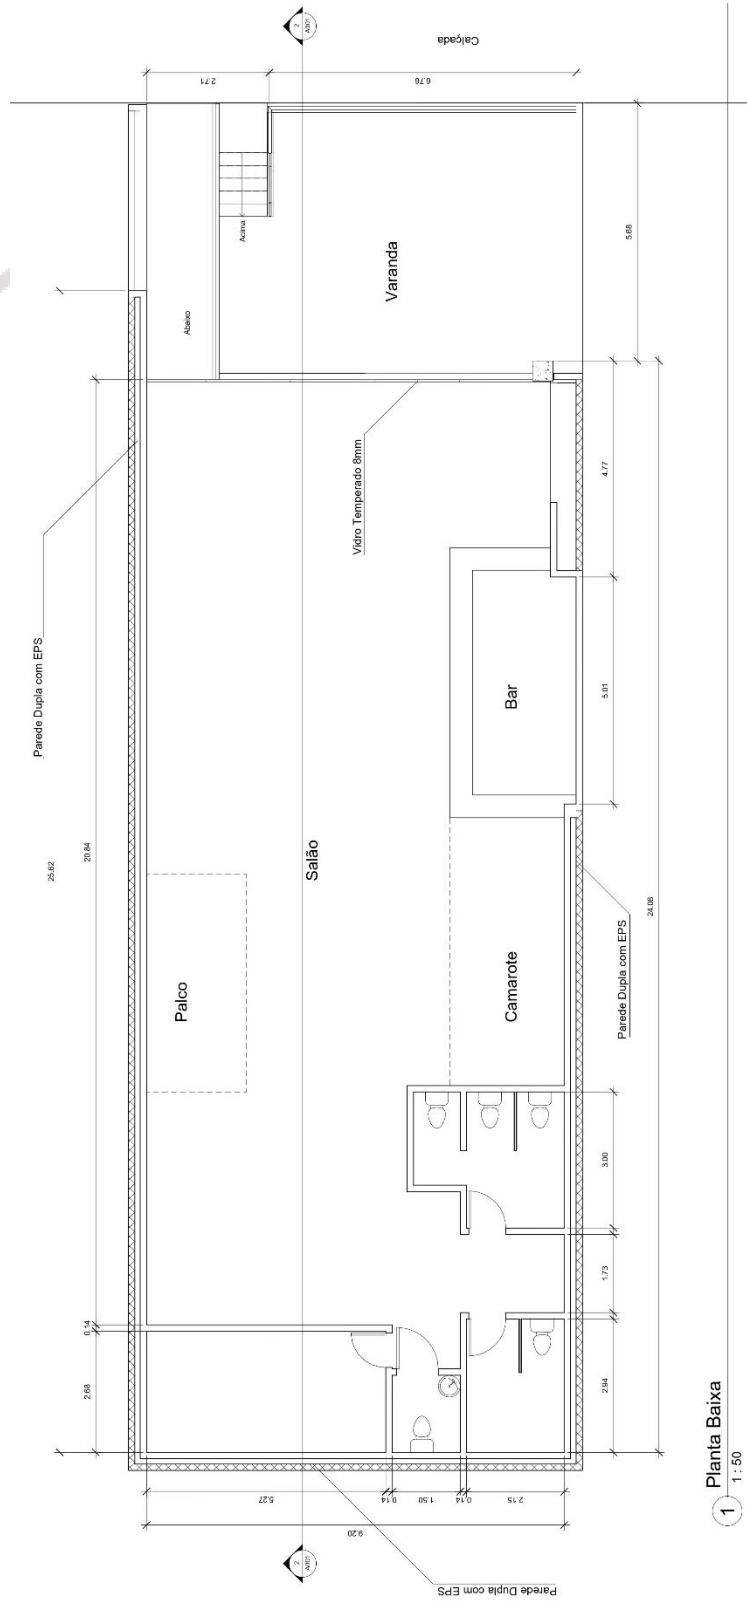 Calçada
2
A001
2.71
6.76
Acima
Abaixo
Varanda
5.68
Parede Dupla com EPS
Vidro Temperado 8mm
4.77
25.62
20.84
Bar
5.01
Salão
Palco
Camarote
Parede Dupla com EPS
24.08
3.00
1.73
0.14
2.68
2.94
5.27
0.14
1.50
0.14
2.15
9.20
2
A001
Parede Dupla com EPS
1
Planta Baixa
1 : 50